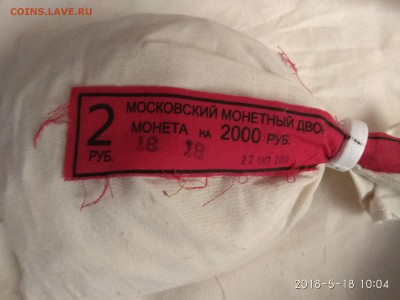 COINS.LAVE.RU
2
РУБ.
МОСКОВСКИЙ МОНЕТНЫЙ ДВОР
МОНЕТА НА 2000 РУБ.
18 18
22
2018-5-18 10:04